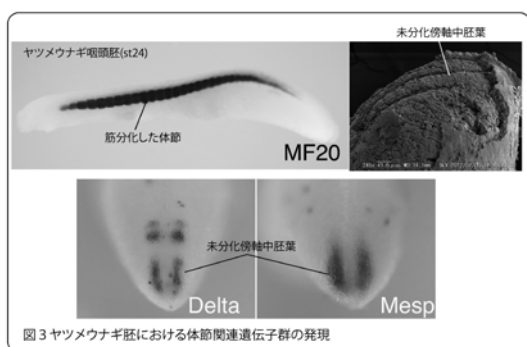 ヤツメウナギ咽頭胚(st24)
筋分化した体節
MF20
未分化傍軸中胚葉
未分化傍軸中胚葉
Delta
Mesp
図3 ヤツメウナギ胚における体節関連遺伝子群の発現